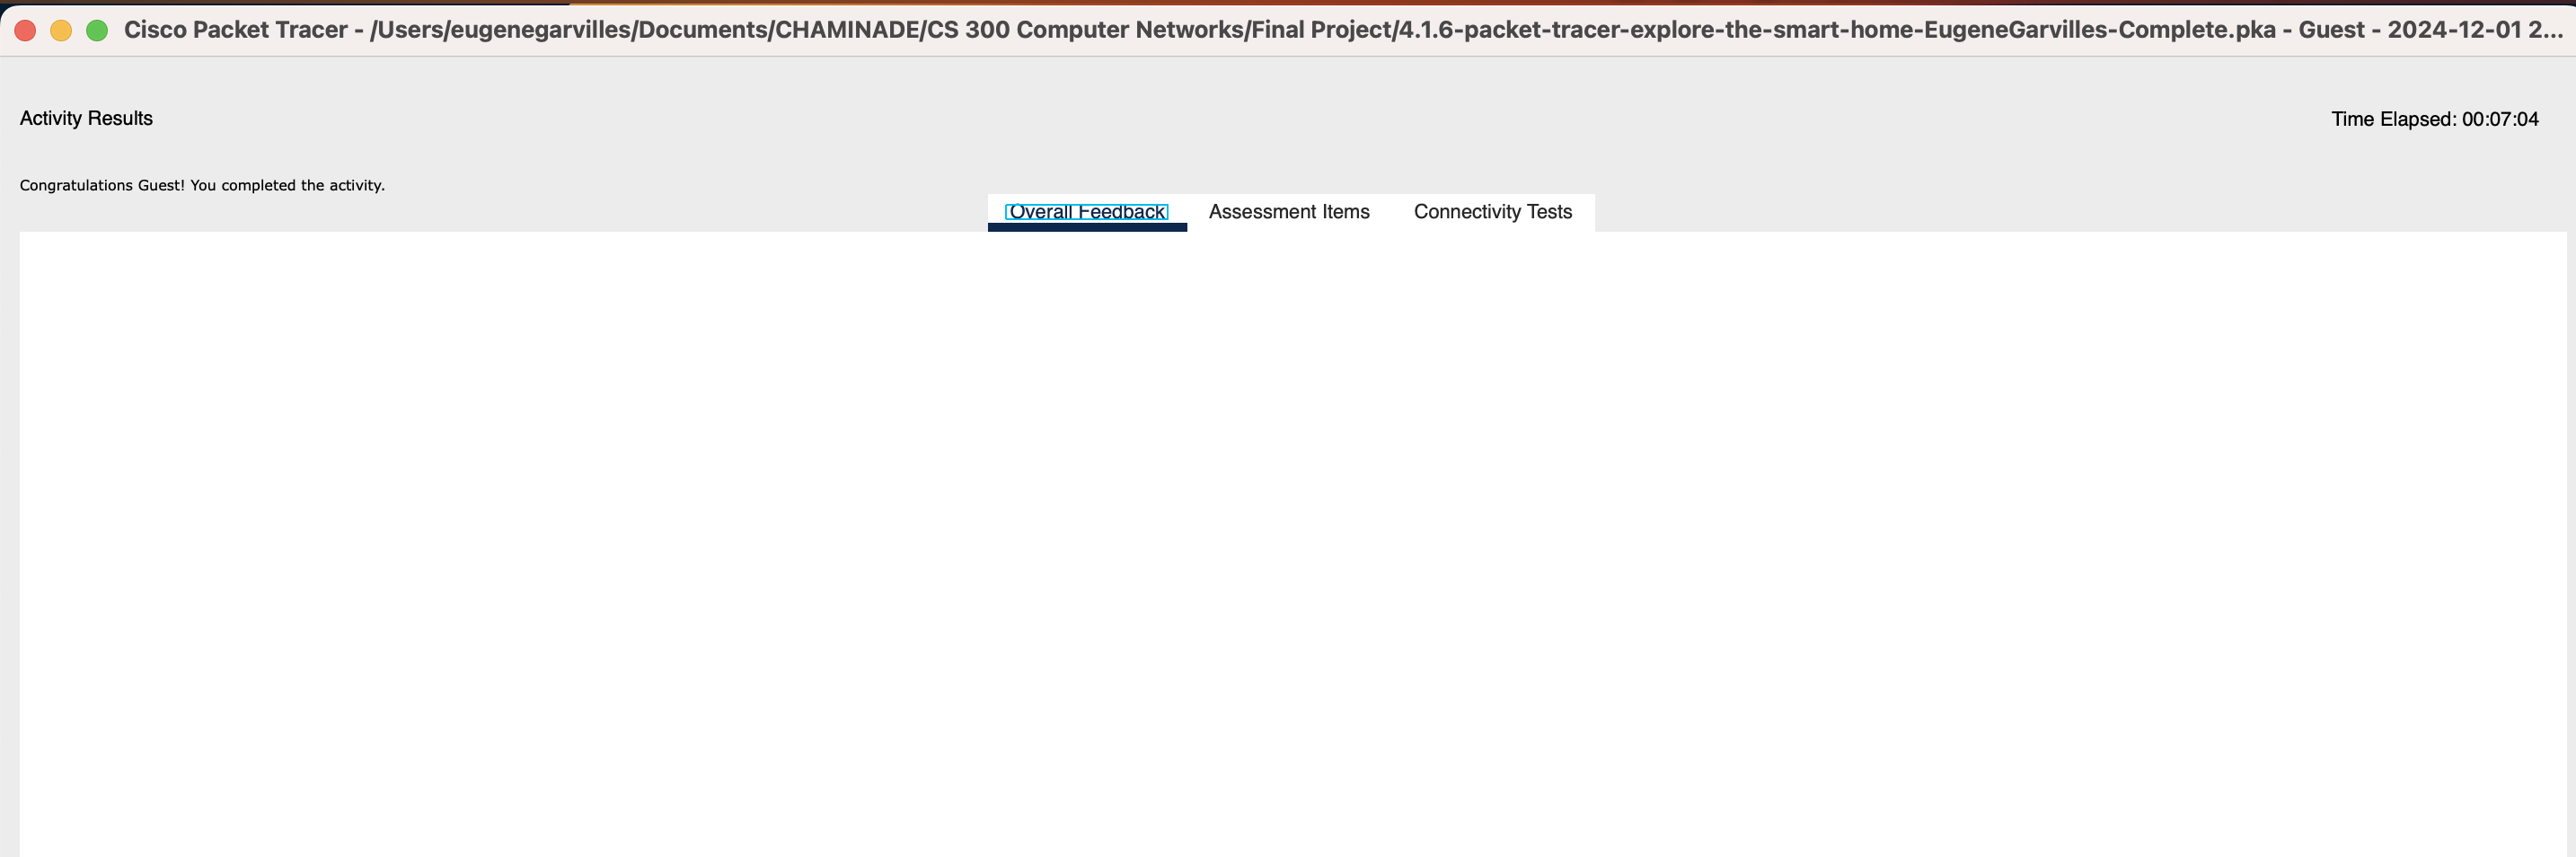 Cisco Packet Tracer - /Users/eugenegarvilles/Documents/CHAMINADE/CS 300 Computer Networks/Final Project/4.1.6-packet-tracer-explore-the-smart-home-EugeneGarvilles-Complete.pka - Guest - 2024-12-01 2...
Activity Results
Time Elapsed: 00:07:04
Congratulations Guest! You completed the activity.
Overall Feedback Assessment Items Connectivity Tests